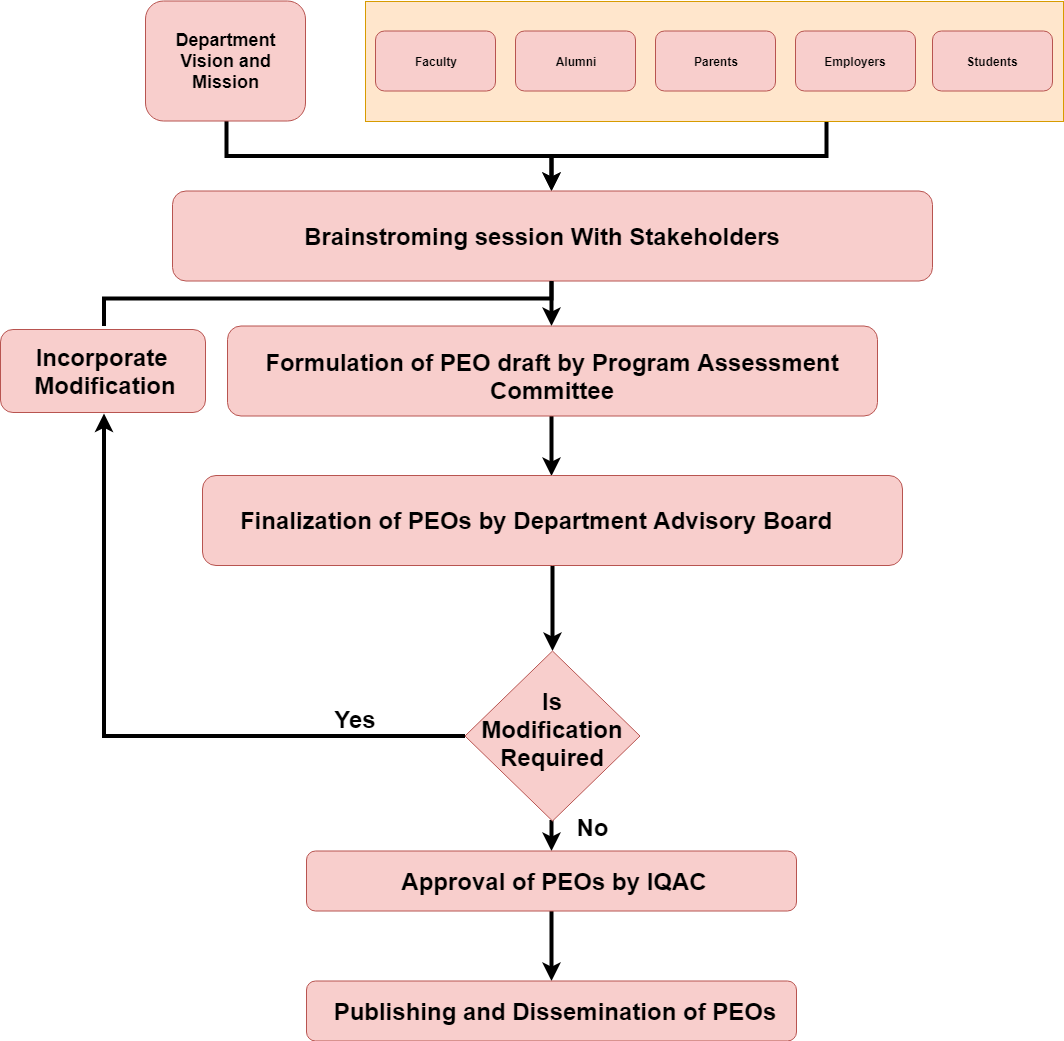 Department
Vision and
Mission
Faculty
Alumni
Parents
Employers
Students
Brainstroming session With Stakeholders
Incorporate
Modification
Formulation of PEO draft by Program Assessment
Committee
Finalization of PEOs by Department Advisory Board
Is
Modification
Required
Yes
No
Approval of PEOs by IQAC
Publishing and Dissemination of PEOs